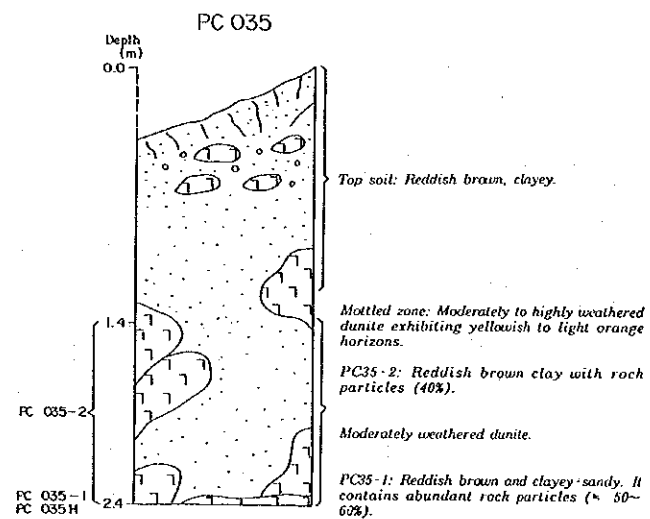 PC 035
Depth
(m)
0.0
Top soil: Reddish brown, clayey.
Mottled zone: Moderately to highly weathered
dunite exhibiting yellowish to light orange
horizons.
1.4
PC35-2: Reddish brown clay with rock
particles (40%).
PC 035-2
Moderately weathered dunite.
PC35-1: Reddish brown and clayey-sandy. It
contains abundant rock particles ( 50~
60%).
PC 035-1
PC 035H
2.4